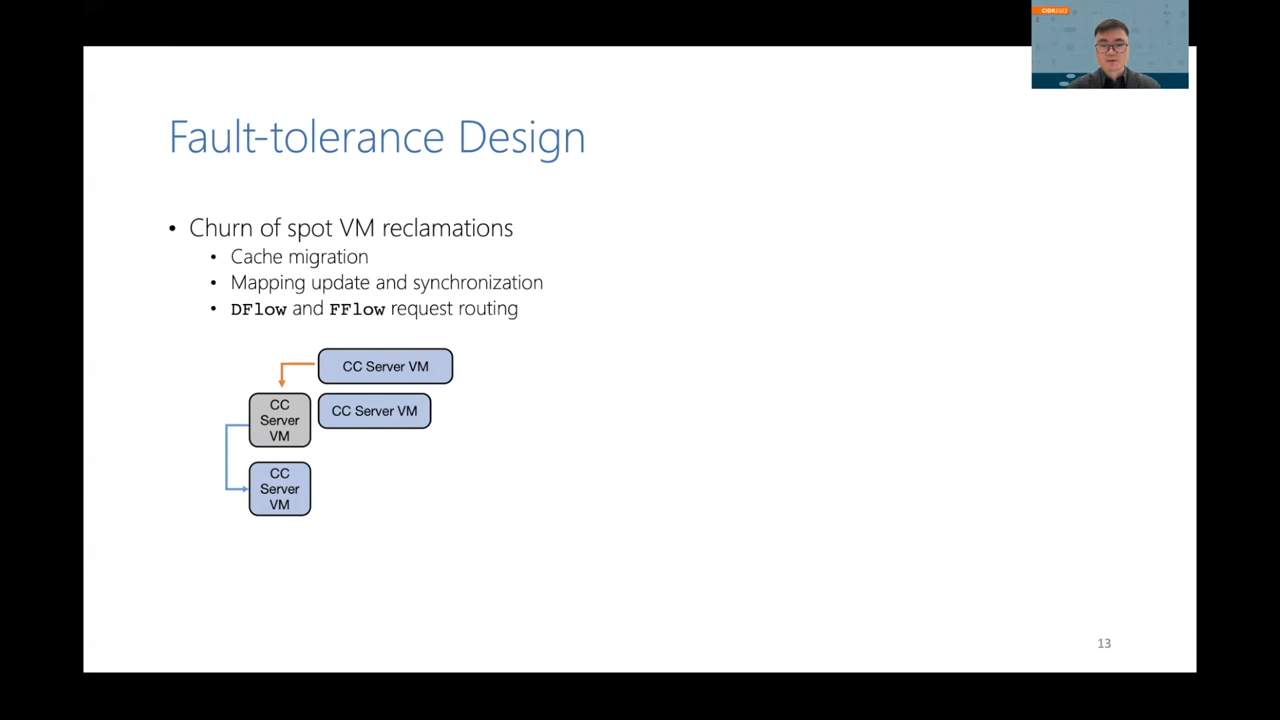 CIDR2022
Fault-tolerance Design
• Churn of spot VM reclamations
• Cache migration
• Mapping update and synchronization
• DFlow and FFlow request routing
CC Server VM
CC
Server
VM
CC Server VM
CC
Server
VM
13